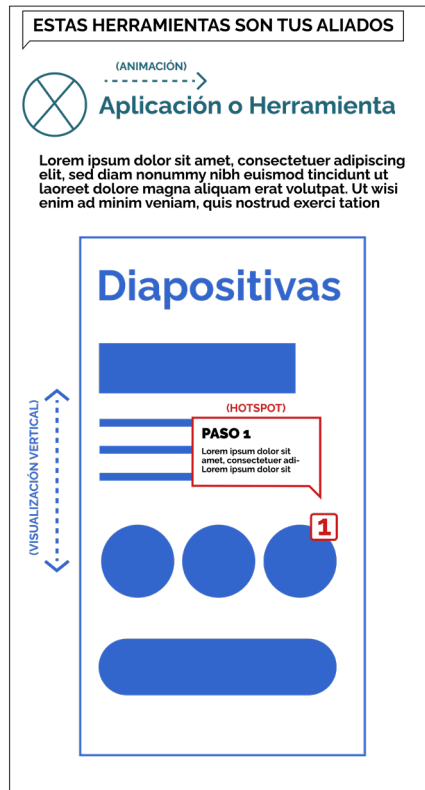 ESTAS HERRAMIENTAS SON TUS ALIADOS
(ANIMACIÓN)
Aplicación o Herramienta
Lorem ipsum dolor sit amet, consectetuer adipiscing
elit, sed diam nonummy nibh euismod tincidunt ut
laoreet dolore magna aliquam erat volutpat. Ut wisi
enim ad minim veniam, quis nostrud exerci tation
Diapositivas
(VISUALIZACIÓN VERTICAL)
(HOTSPOT)
PASO 1
Lorem ipsum dolor sit
amet, consectetuer adi-
Lorem ipsum dolor sit
1